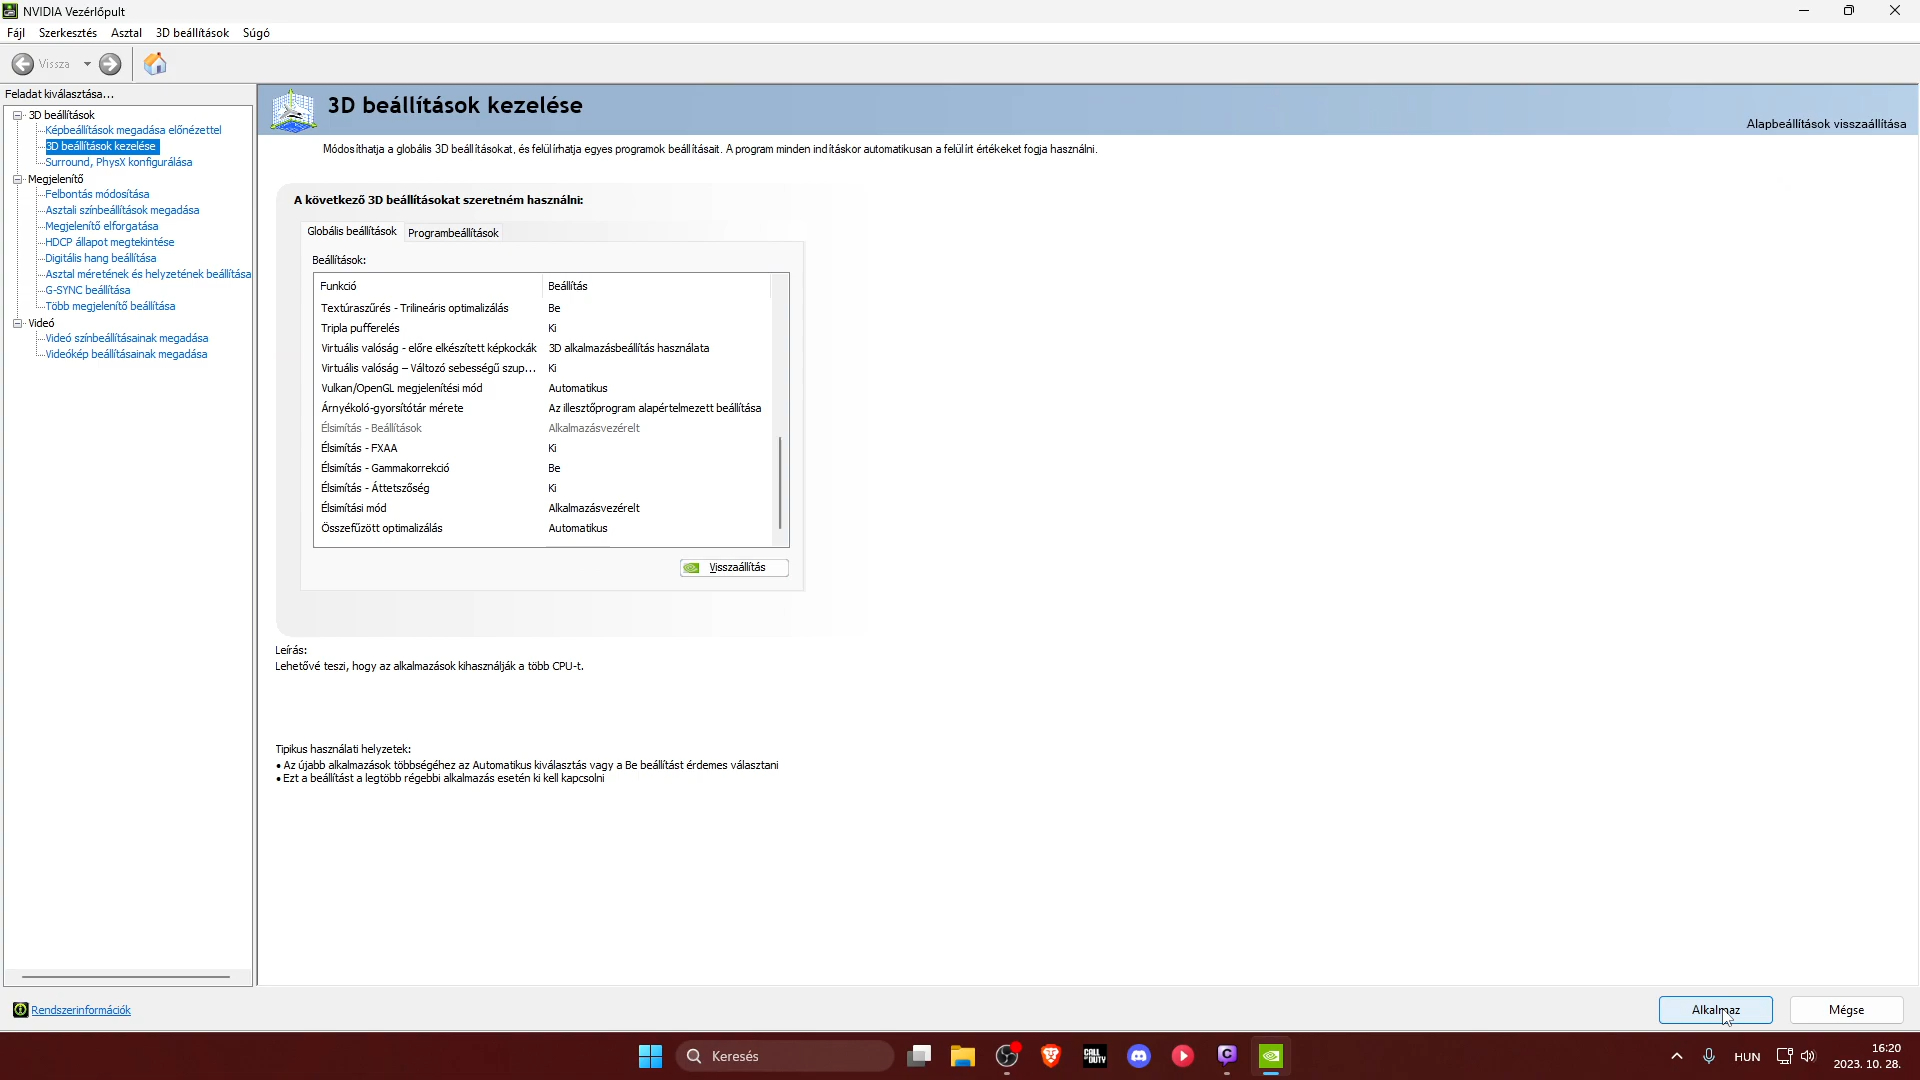 NVIDIA Vezérlőpult
Fájl Szerkesztés Asztal 3D beállítások Súgó
Vissza
Feladat kiválasztása...
3D beállítások
Képbeállítások megadása előnézettel
3D beállítások kezelése
Surround, PhysX konfigurálása
Megjelenítő
Felbontás módosítása
Asztali színbeállítások megadása
Megjelenítő elforgatása
HDCP állapot megtekintése
Digitális hang beállítása
Asztal méretének és helyzetének beállítása
G-SYNC beállítása
Több megjelenítő beállítása
Videó
Videó színbeállításainak megadása
Videókép beállításainak megadása
Rendszerinformációk
3D beállítások kezelése
Alapbeállítások visszaállítása
Módosíthatja a globális 3D beállításokat, és felülírhatja egyes programok beállításait. A program minden indításkor automatikusan a felülírt értékeket fogja használni.
A következő 3D beállításokat szeretném használni:
Globális beállítások Programbeállítások
Beállítások:
Funkció Beállítás
Textúraszűrés - Trilineáris optimalizálás Be
Tripla pufferelés Ki
Virtuális valóság - előre elkészített képkockák 3D alkalmazásbeállítás használata
Virtuális valóság – Változó sebességű szup... Ki
Vulkan/OpenGL megjelenítési mód Automatikus
Árnyékoló-gyorsítótár mérete Az illesztőprogram alapértelmezett beállítása
Élsimítás - Beállítások Alkalmazásvezérelt
Élsimítás - FXAA Ki
Élsimítás - Gammakorrekció Be
Élsimítás - Áttetszőség Ki
Élsimítási mód Alkalmazásvezérelt
Összefűzött optimalizálás Automatikus
Visszaállítás
Leírás:
Lehetővé teszi, hogy az alkalmazások kihasználják a több CPU-t.
Tipikus használati helyzetek:
• Az újabb alkalmazások többségéhez az Automatikus kiválasztás vagy a Be beállítást érdemes választani
• Ezt a beállítást a legtöbb régebbi alkalmazás esetén ki kell kapcsolni
Alkalmaz Mégse
Keresés
CALL OF DUTY
HUN
16:20
2023. 10. 28.